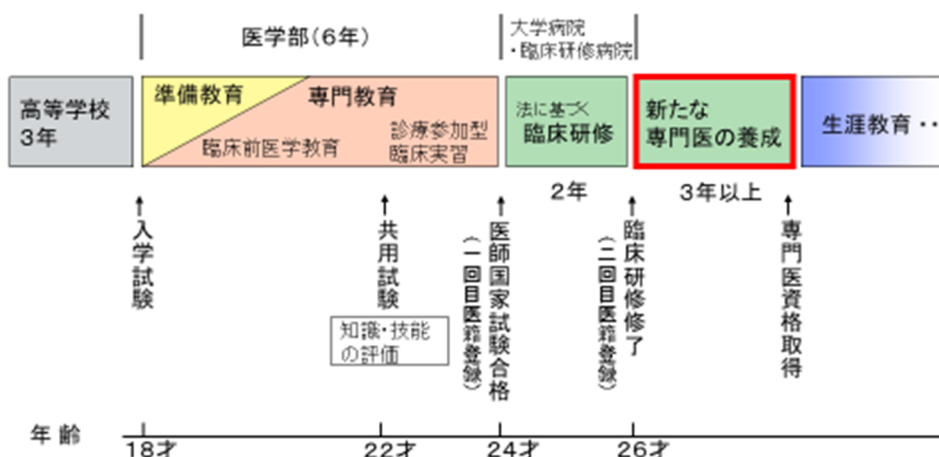 医学部(6年)
大学病院
・臨床研修病院
高等学校
3年
準備教育
専門教育
臨床前医学教育
診療参加型
臨床実習
法に基づく
臨床研修
新たな
専門医の養成
生涯教育・・
2年
3年以上
入学試験
共用試験
知識・技能
の評価
医師国家試験合格
(一回目医籍登録)
臨床研修修了
(二回目医籍登録)
専門医資格取得
年齢
18才
22才
24才
26才